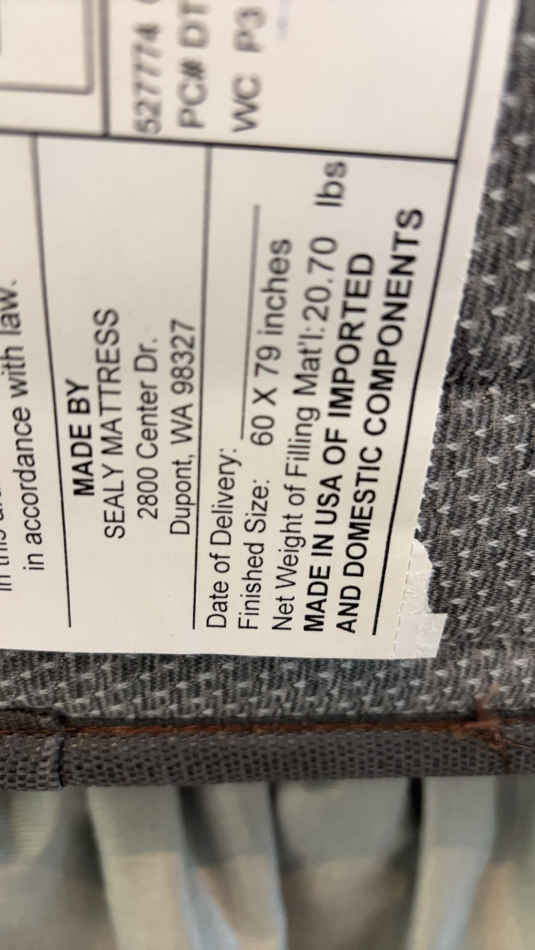 527774
PC# DT
WC P3
in accordance with law.
MADE BY
SEALY MATTRESS
2800 Center Dr.
Dupont, WA 98327
Date of Delivery:
Finished Size: 60 X 79 inches
Net Weight of Filling Mat'l: 20.70 lbs
MADE IN USA OF IMPORTED
AND DOMESTIC COMPONENTS